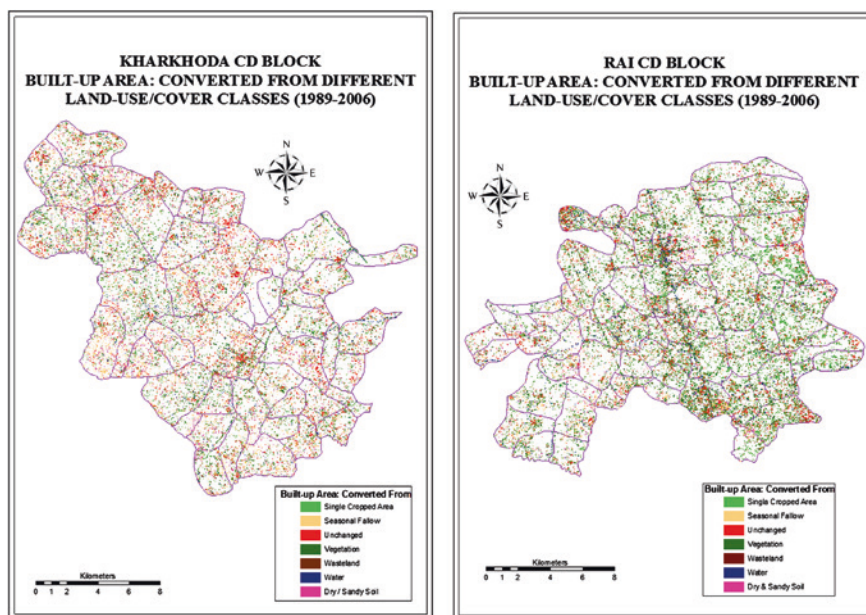 KHARKHODA CD BLOCK
BUILT-UP AREA: CONVERTED FROM DIFFERENT
LAND-USE/COVER CLASSES (1989-2006)
N
W E
S
Built-up Area: Converted From
Single Cropped Area
Seasonal Fallow
Unchanged
Vegetation
Wasteland
Water
Dry / Sandy Soil
Kilometers
0 1 2 4 6 8
RAI CD BLOCK
BUILT-UP AREA: CONVERTED FROM DIFFERENT
LAND-USE/COVER CLASSES (1989-2006)
N
W E
S
Built-up Area: Converted From
Single Cropped Area
Seasonal Fallow
Unchanged
Vegetation
Wasteland
Water
Dry & Sandy Soil
Kilometers
0 1 2 4 6 8